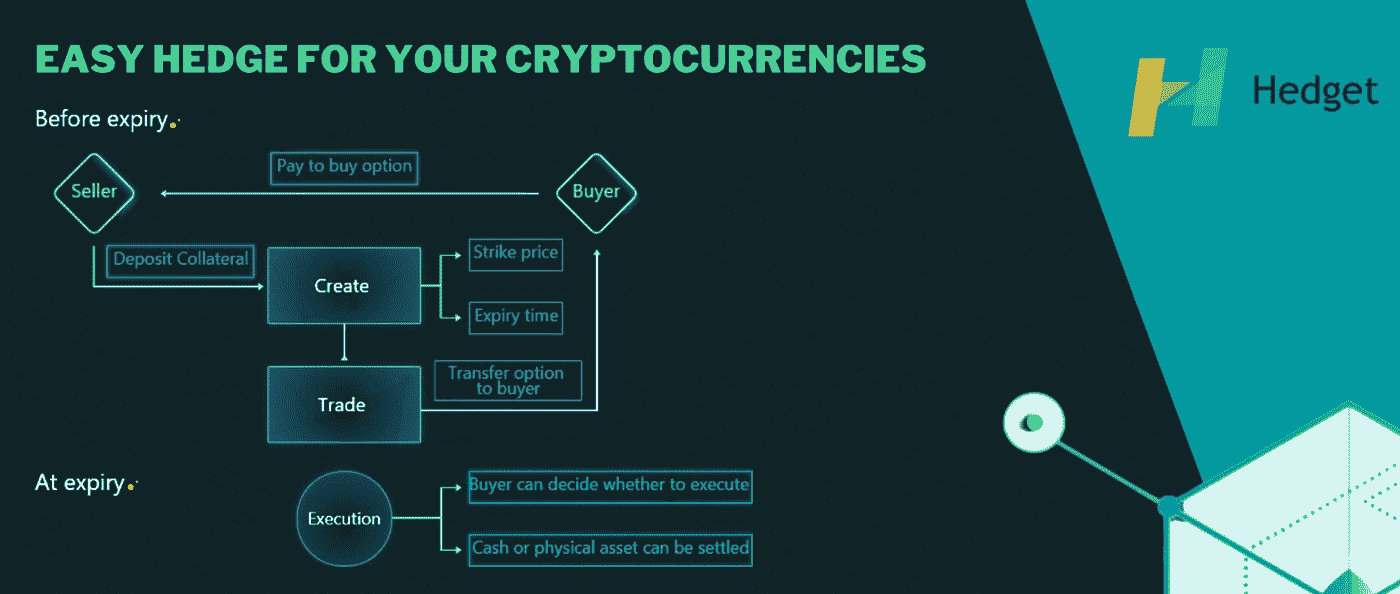 EASY HEDGE FOR YOUR CRYPTOCURRENCIES
Hedget
Before expiry
Pay to buy option
Seller
Buyer
Deposit Collateral
Strike price
Create
Expiry time
Transfer option
to buyer
Trade
At expiry
Buyer can decide whether to execute
Execution
Cash or physical asset can be settled